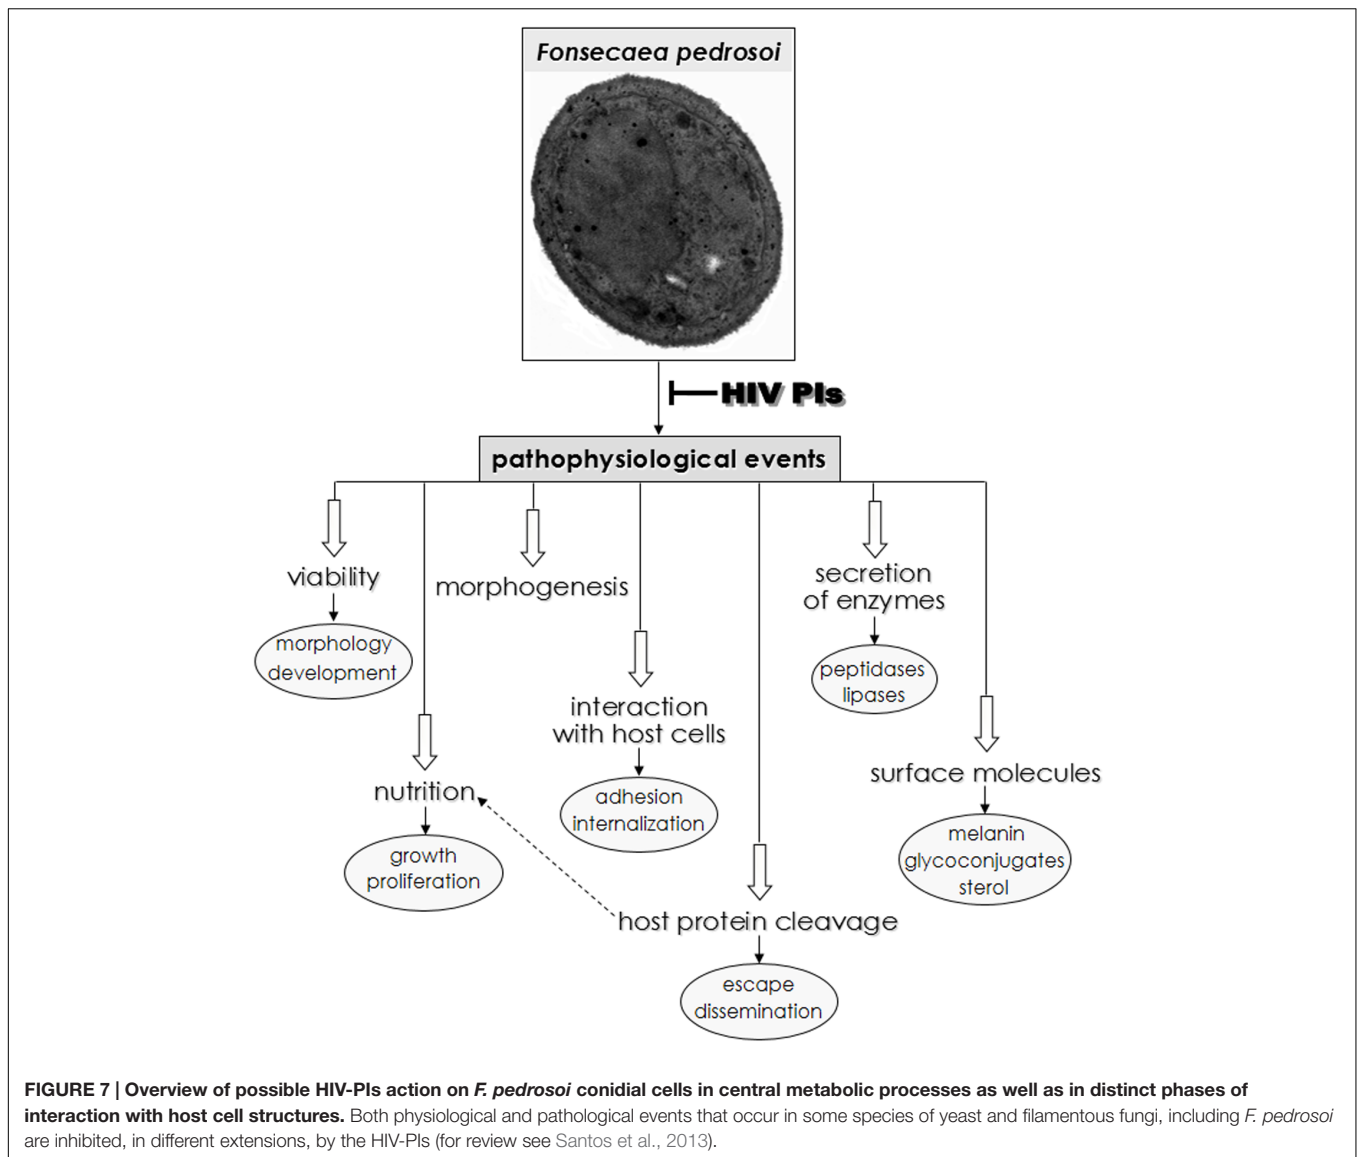 Fonsecaea pedrosoi
HIV PIs
pathophysiological events
viability
morphology
development
nutrition
growth
proliferation
morphogenesis
interaction
with host cells
adhesion
internalization
host protein cleavage
escape
dissemination
secretion
of enzymes
peptidases
lipases
surface molecules
melanin
glycoconjugates
sterol
FIGURE 7 | Overview of possible HIV-PIs action on F. pedrosoi conidial cells in central metabolic processes as well as in distinct phases of
interaction with host cell structures. Both physiological and pathological events that occur in some species of yeast and filamentous fungi, including F. pedrosoi
are inhibited, in different extensions, by the HIV-PIs (for review see Santos et al., 2013).